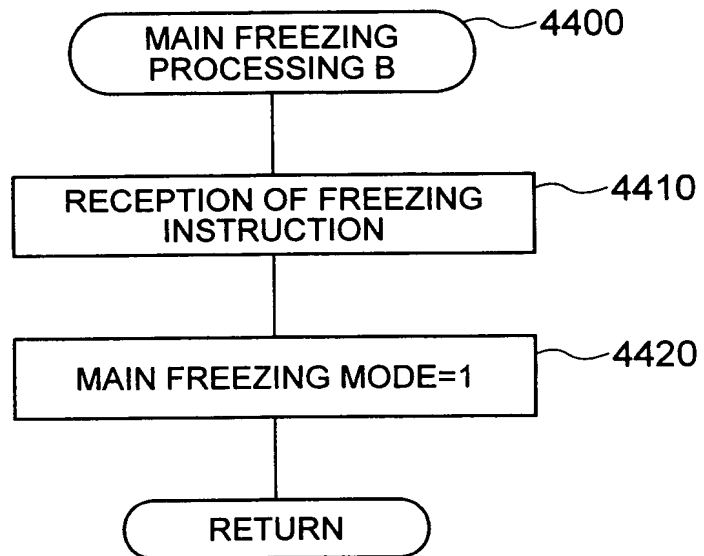 MAIN FREEZING
PROCESSING B
4400
RECEPTION OF FREEZING
INSTRUCTION
4410
MAIN FREEZING MODE=1
4420
RETURN